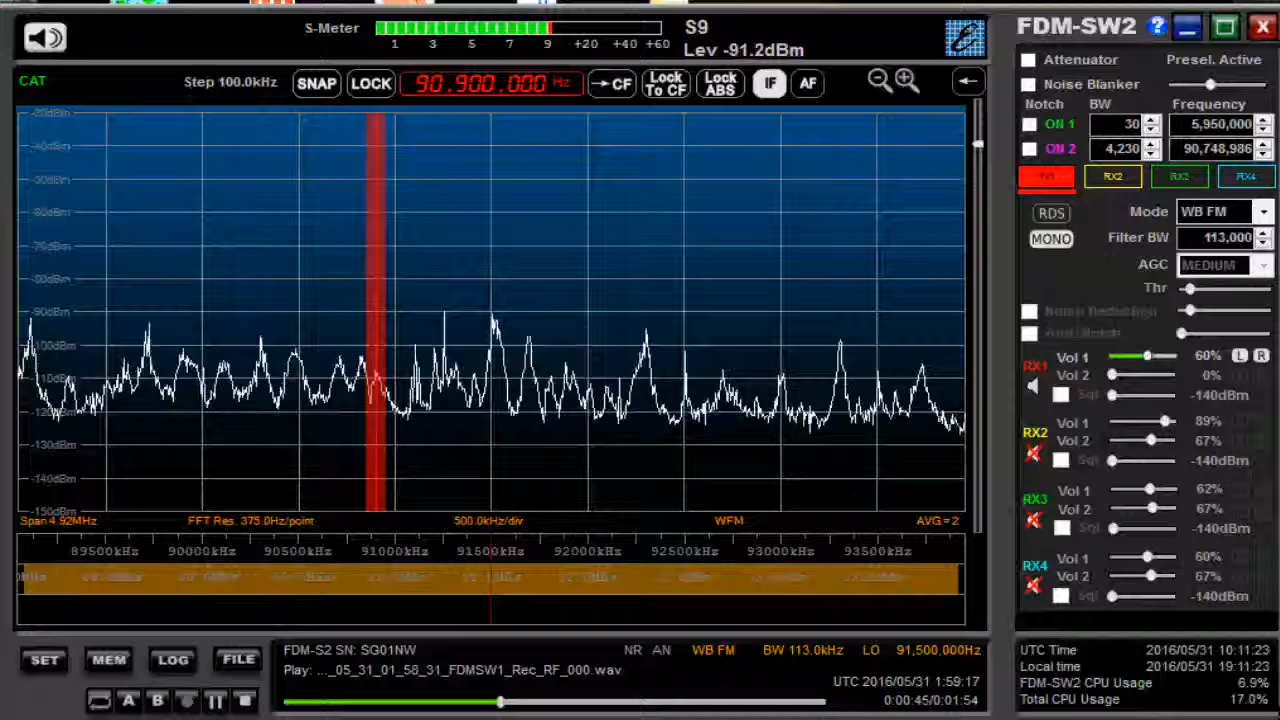 S-Meter
1 3 5 7 9 +20 +40 +60
S9
Lev -91.2dBm
CAT
Step 100.0kHz
SNAP
LOCK
90.900.000 Hz
→CF
Lock To CF
Lock ABS
IF
AF
-90dBm
-100dBm
-110dBm
-120dBm
-130dBm
-140dBm
-150dBm
Span 4.92MHz
FFT Res. 375.0Hz/point
500.0kHz/div
WFM
AVG=2
89500kHz 90000kHz 90500kHz 91000kHz 91500kHz 92000kHz 92500kHz 93000kHz 93500kHz
SET
MEM
LOG
FILE
A
B
FDM-S2 SN: SG01NW
NR AN WB FM BW 113.0kHz LO 91,500,000Hz
Play: ..._05_31_01_58_31_FDMSW1_Rec_RF_000.wav
UTC 2016/05/31 1:59:17
0:00:45/0:01:54
FDM-SW2
?
X
Attenuator
Presel. Active
Noise Blanker
Notch BW Frequency
ON 1 30 5,950,000
ON 2 4,230 90,748,986
RX2 RX3 RX4
RDS
Mode WB FM
MONO
Filter BW 113,000
AGC MEDIUM
Thr
Noise Reduction
Auto Notch
RX1
Vol 1 60% L R
Vol 2 0%
Sql -140dBm
RX2
Vol 1 89%
Vol 2 67%
Sql -140dBm
RX3
Vol 1 62%
Vol 2 67%
Sql -140dBm
RX4
Vol 1 60%
Vol 2 67%
Sql -140dBm
UTC Time 2016/05/31 10:11:23
Local time 2016/05/31 19:11:23
FDM-SW2 CPU Usage 6.9%
Total CPU Usage 17.0%